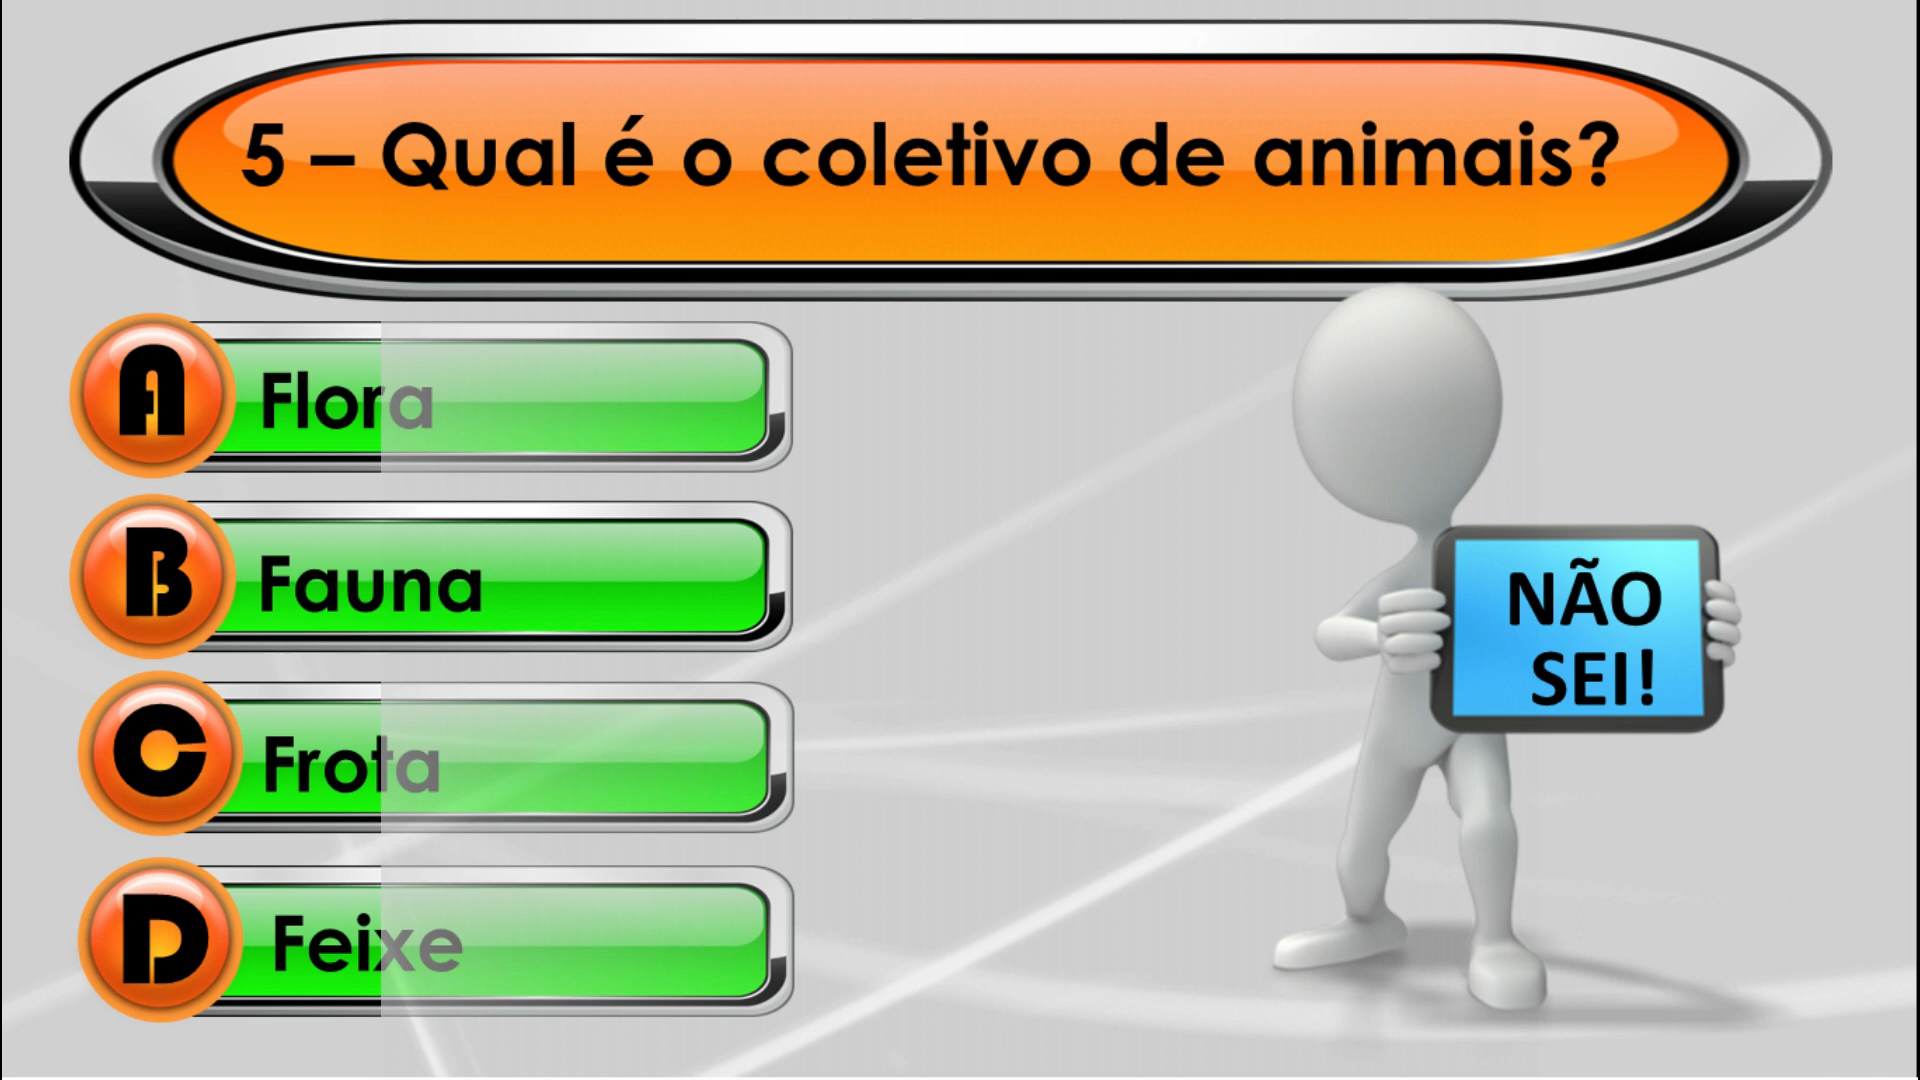 5 – Qual é o coletivo de animais?
A Flora
B Fauna
C Frota
D Feixe
NÃO
SEI!